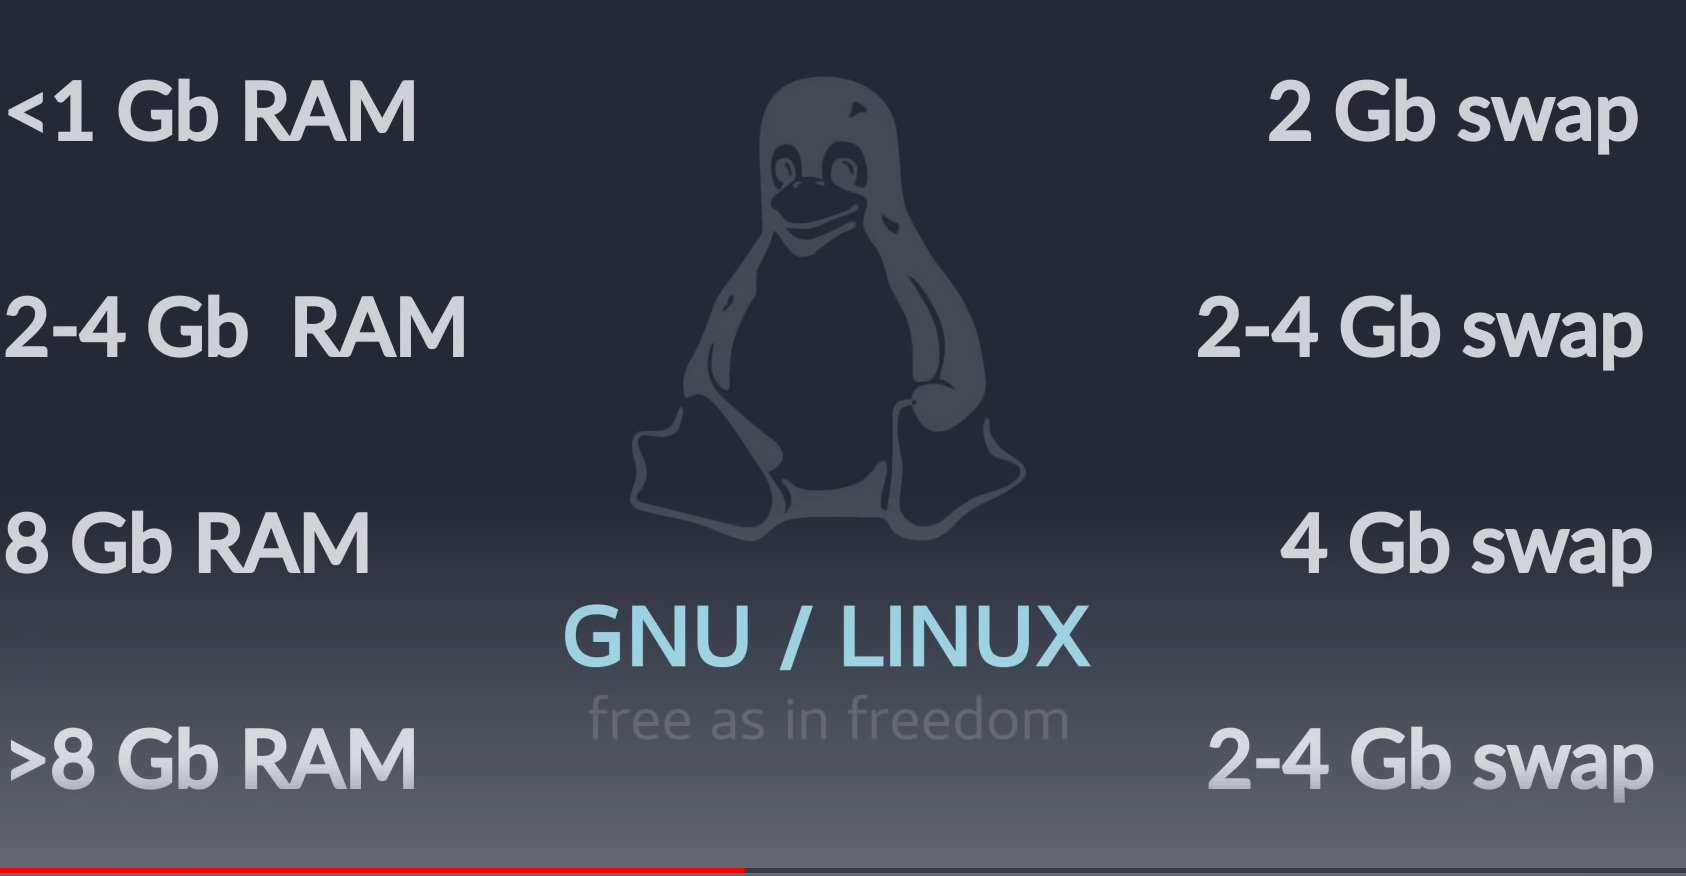 <1 Gb RAM 2 Gb swap
2-4 Gb RAM 2-4 Gb swap
8 Gb RAM 4 Gb swap
GNU / LINUX
free as in freedom
>8 Gb RAM 2-4 Gb swap